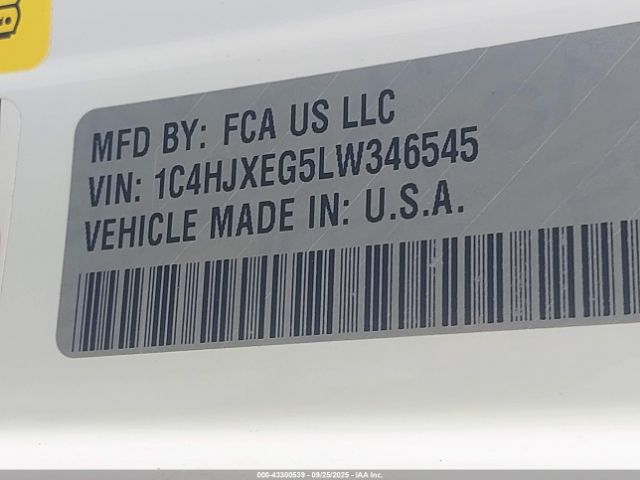 MFD BY: FCA US LLC
VIN: 1C4HJXEG5LW346545
VEHICLE MADE IN: U.S.A.
000-43300539 - 09/25/2025 - IAA Inc.